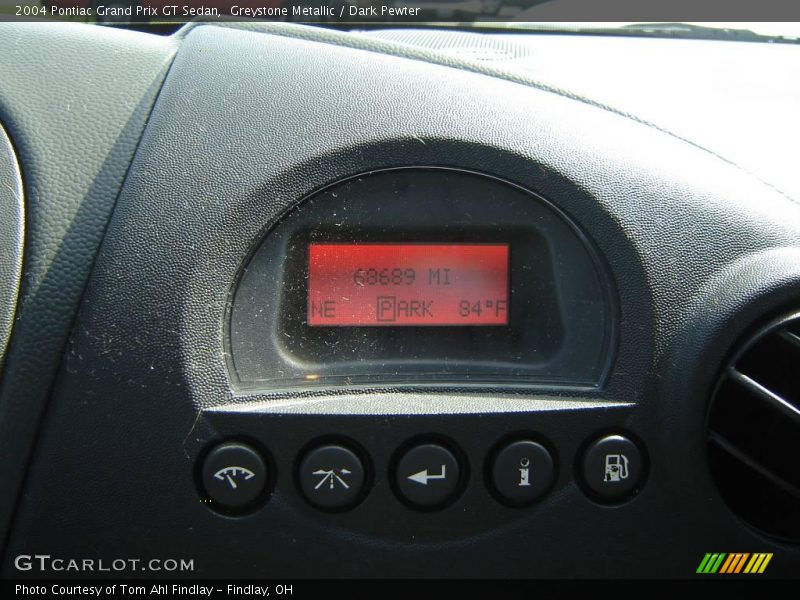 2004 Pontiac Grand Prix GT Sedan,  Greystone Metallic / Dark Pewter
68689 MI
NE PARK 84°F
GTCARLOT.COM
Photo Courtesy of Tom Ahl Findlay - Findlay, OH